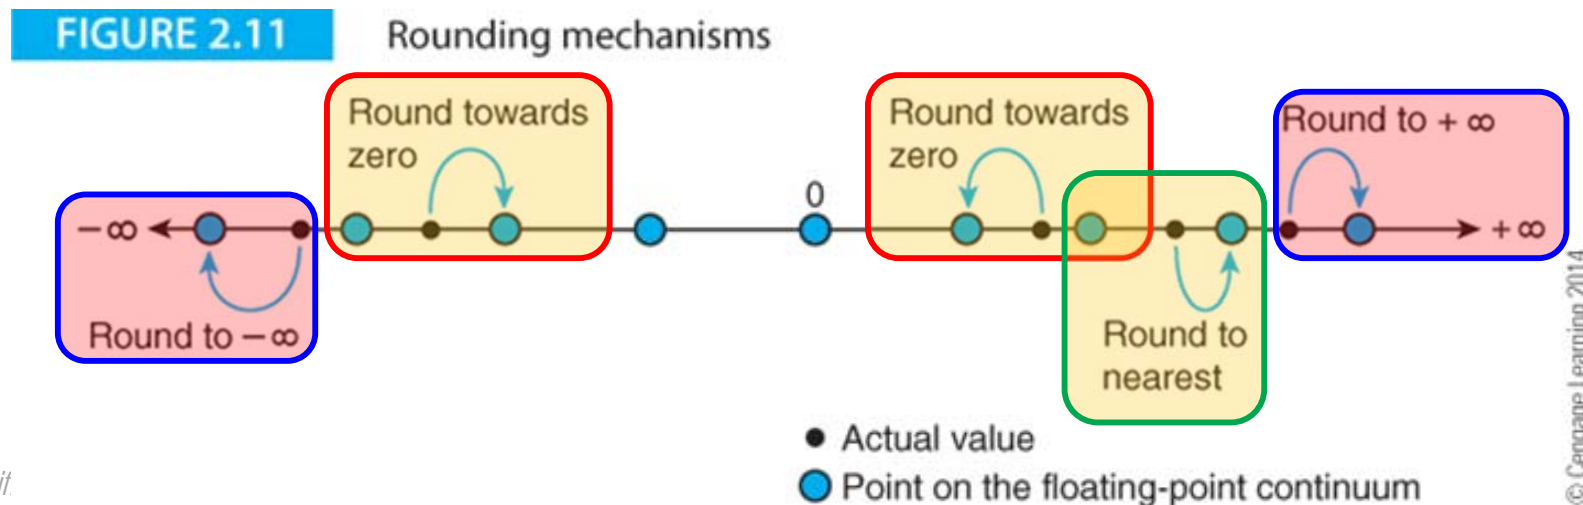 FIGURE 2.11 Rounding mechanisms
Round towards
zero
Round towards
zero
Round to + ∞
0
− ∞
+ ∞
Round to − ∞
Round to
nearest
Actual value
Point on the floating-point continuum
© Cengage Learning 2014